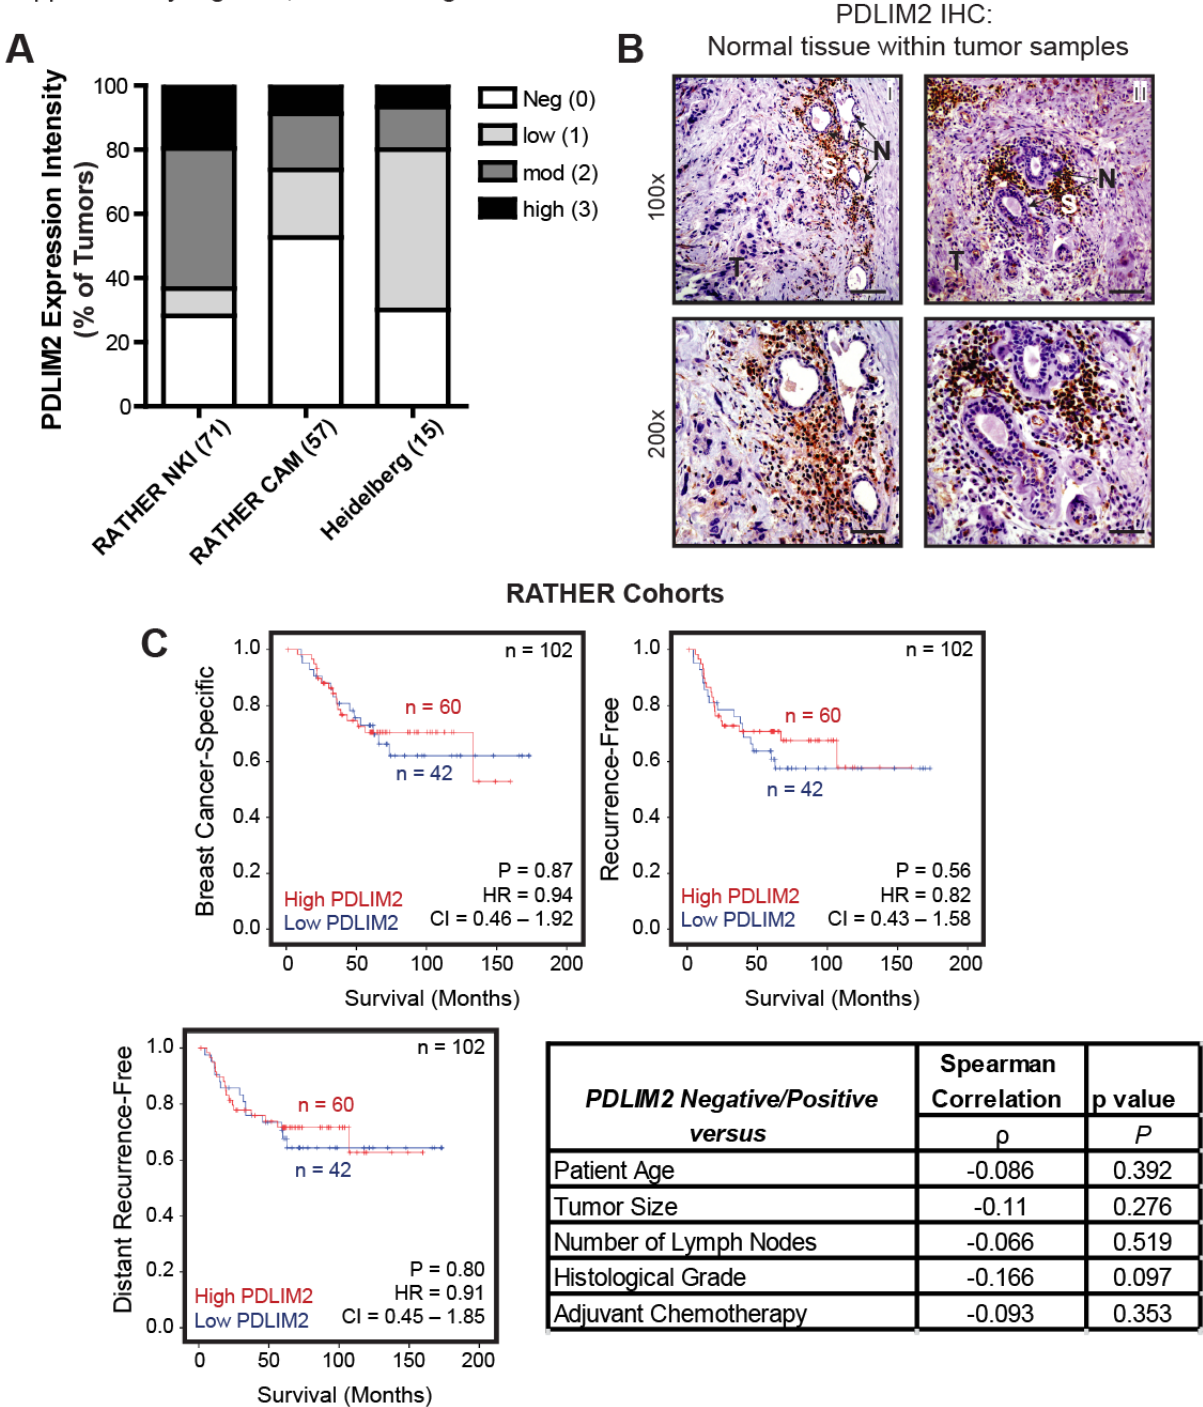 A
PDLIM2 Expression Intensity
(% of Tumors)
100
80
60
40
20
0
RATHER NKI (71)
RATHER CAM (57)
Heidelberg (15)
Neg (0)
low (1)
mod (2)
high (3)
B
PDLIM2 IHC:
Normal tissue within tumor samples
100x
200x
I
N
S
T
II
N
S
T
RATHER Cohorts
C
Breast Cancer-Specific
1.0
0.8
0.6
0.4
0.2
0.0
n = 102
n = 60
n = 42
P = 0.87
HR = 0.94
CI = 0.46 – 1.92
High PDLIM2
Low PDLIM2
0 50 100 150 200
Survival (Months)
Recurrence-Free
1.0
0.8
0.6
0.4
0.2
0.0
n = 102
n = 60
n = 42
P = 0.56
HR = 0.82
CI = 0.43 – 1.58
High PDLIM2
Low PDLIM2
0 50 100 150 200
Survival (Months)
Distant Recurrence-Free
1.0
0.8
0.6
0.4
0.2
0.0
n = 102
n = 60
n = 42
P = 0.80
HR = 0.91
CI = 0.45 – 1.85
High PDLIM2
Low PDLIM2
0 50 100 150 200
Survival (Months)
PDLIM2 Negative/Positive
versus
Spearman
Correlation
p value
ρ P
Patient Age -0.086 0.392
Tumor Size -0.11 0.276
Number of Lymph Nodes -0.066 0.519
Histological Grade -0.166 0.097
Adjuvant Chemotherapy -0.093 0.353